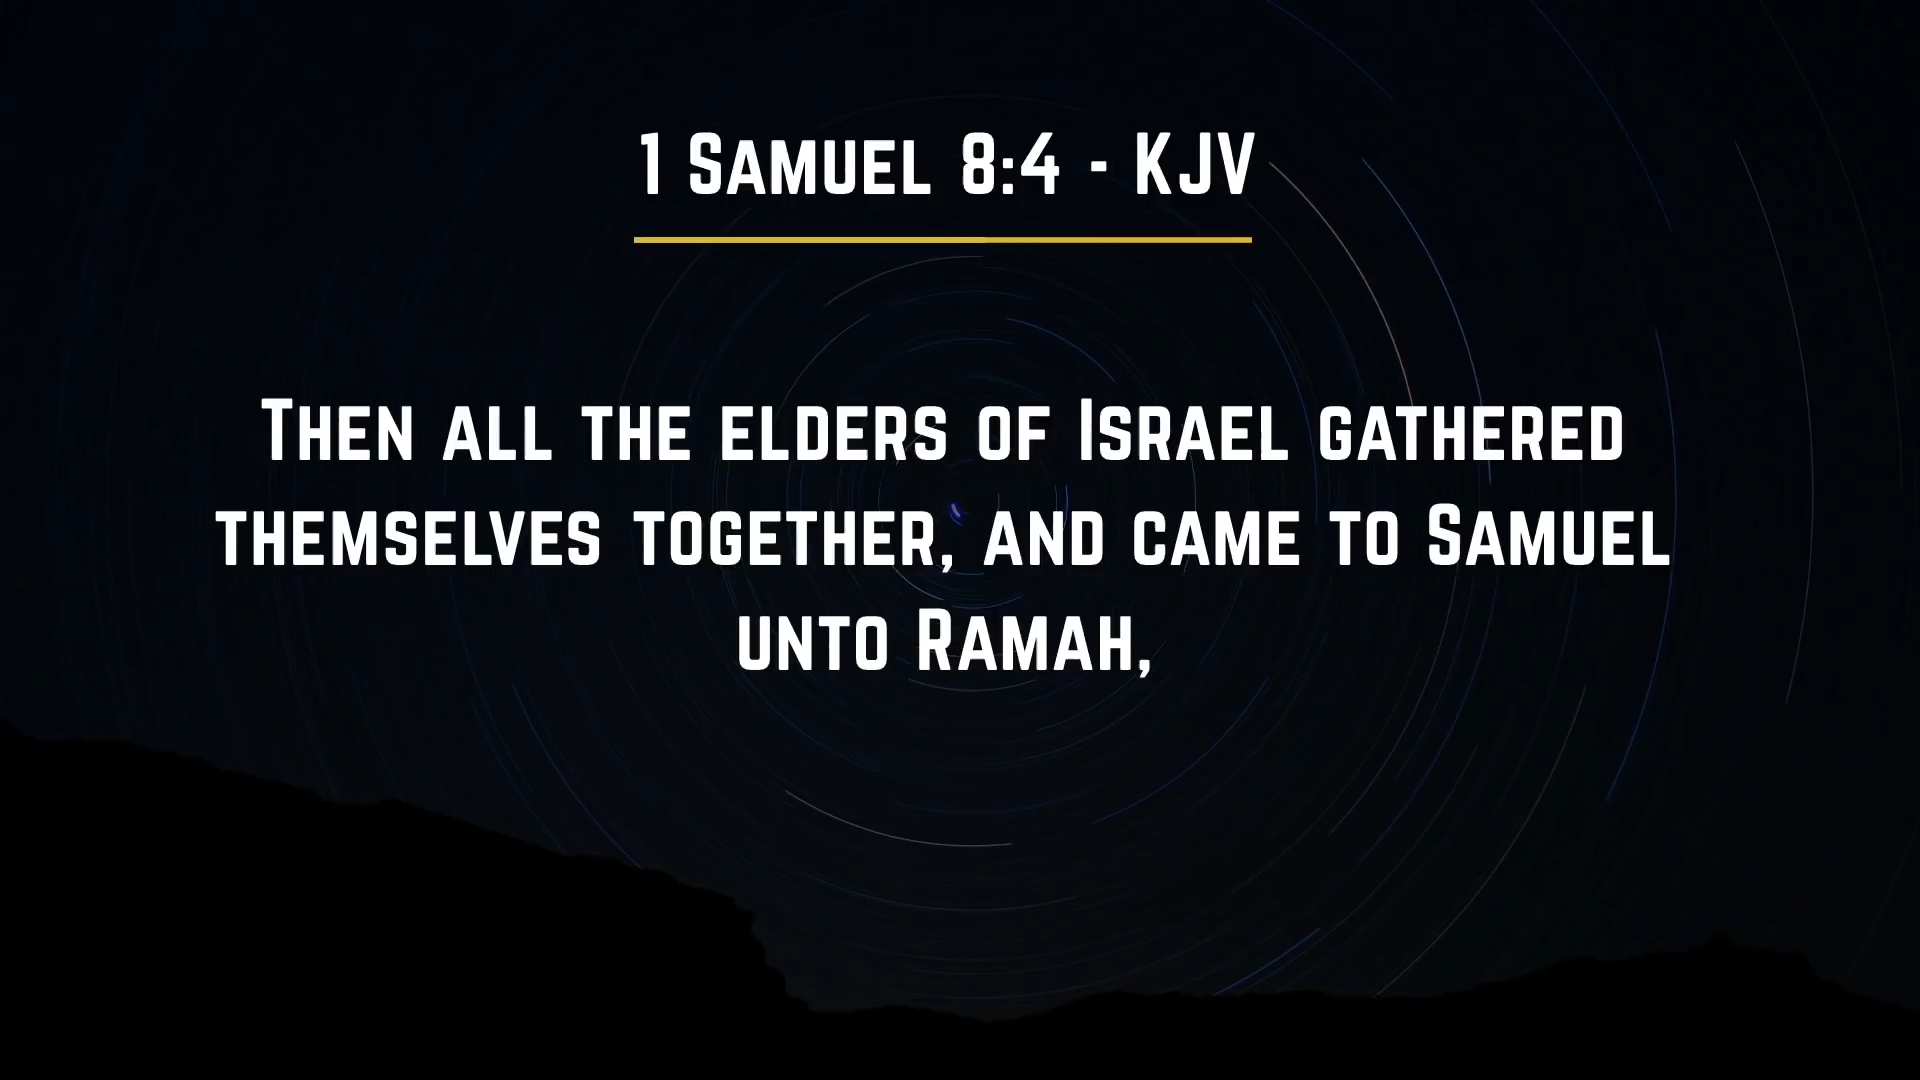 1 Samuel 8:4 - KJV
Then all the elders of Israel gathered
themselves together, and came to Samuel
unto Ramah,